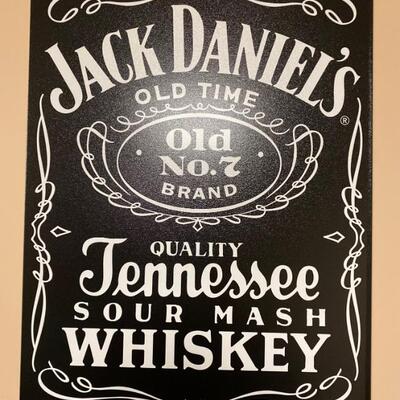 JACK DANIEL'S
®
OLD TIME
Old
No.7
BRAND
QUALITY
Tennessee
SOUR MASH
WHISKEY